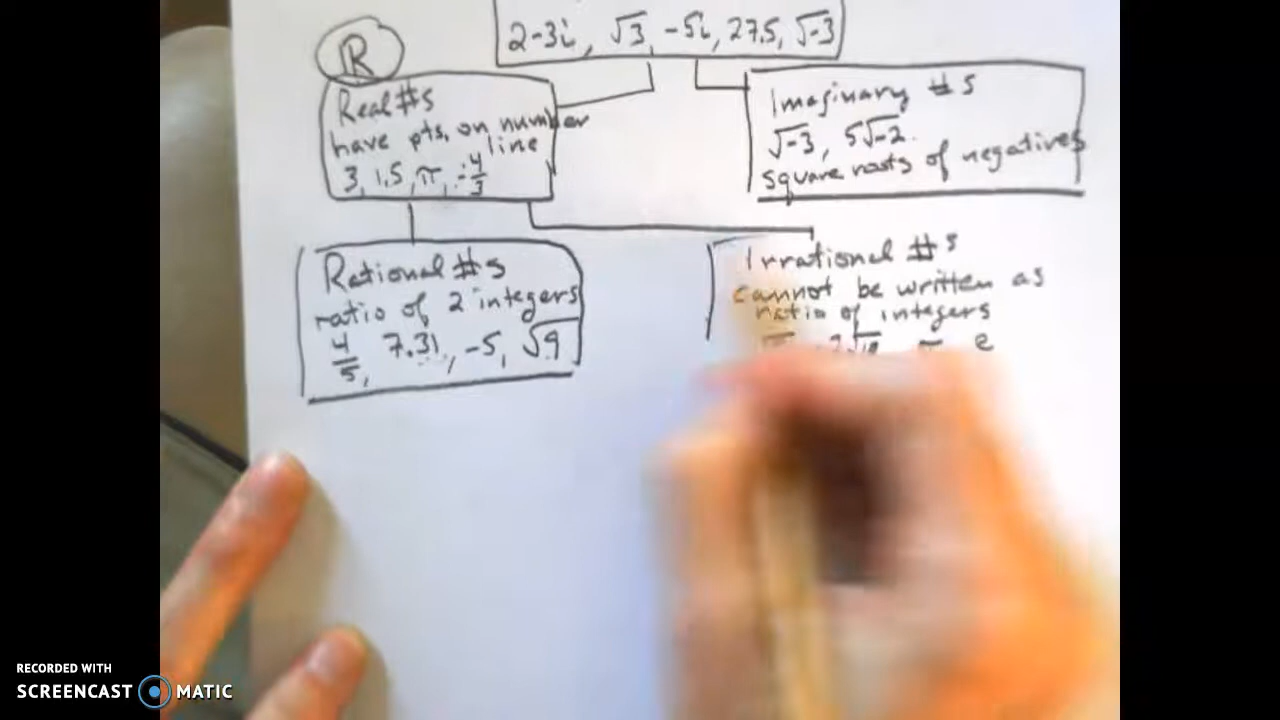 2-3i, √3, -5i, 27.5, √-3
R
Real #s
have pts. on number
line
3, 1.5, π, -4/3
Imaginary #s
√-3, 5√-2.
square roots of negatives
Rational #s
ratio of 2 integers
4/5, 7.31, -5, √9
Irrational #s
cannot be written as
ratio of integers
π e
RECORDED WITH
SCREENCAST MATIC